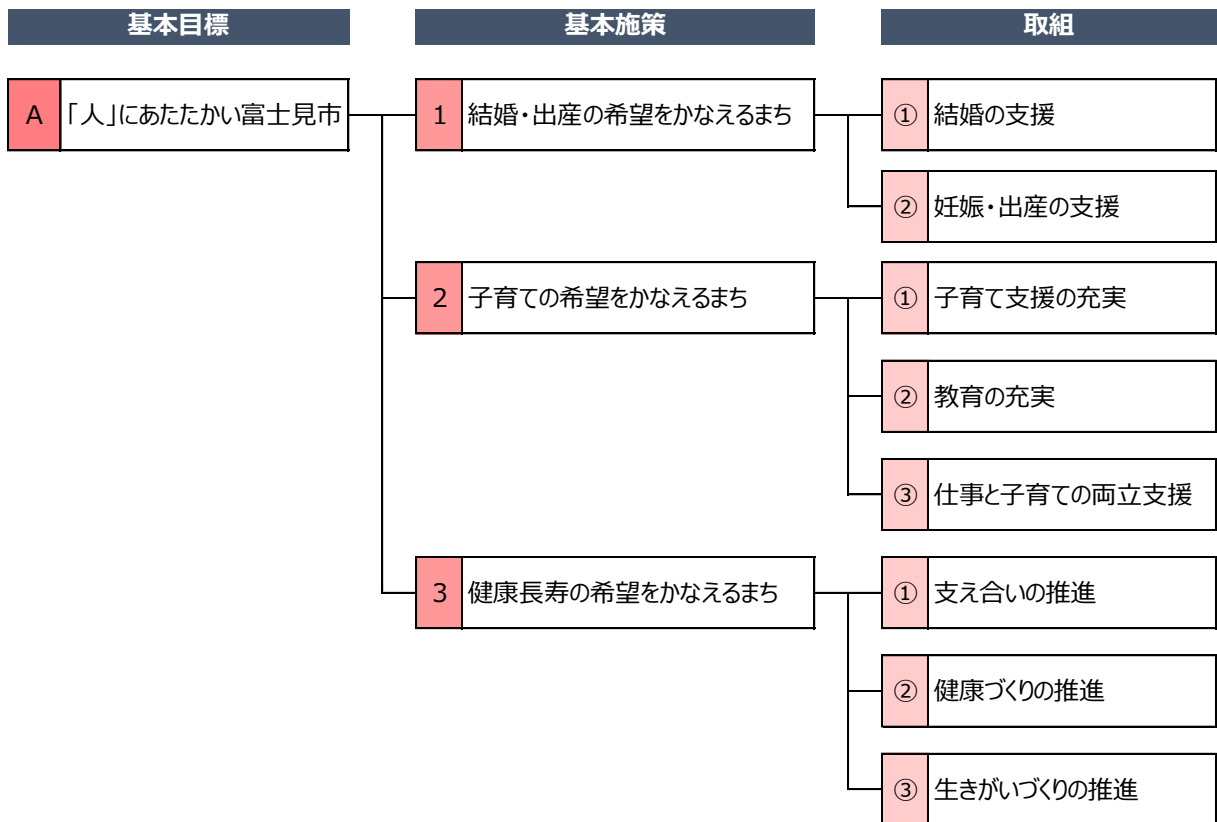 基本目標 基本施策 取組
A 「人」にあたたかい富士見市 1 結婚・出産の希望をかなえるまち ① 結婚の支援
② 妊娠・出産の支援
2 子育ての希望をかなえるまち ① 子育て支援の充実
② 教育の充実
③ 仕事と子育ての両立支援
3 健康長寿の希望をかなえるまち ① 支え合いの推進
② 健康づくりの推進
③ 生きがいづくりの推進